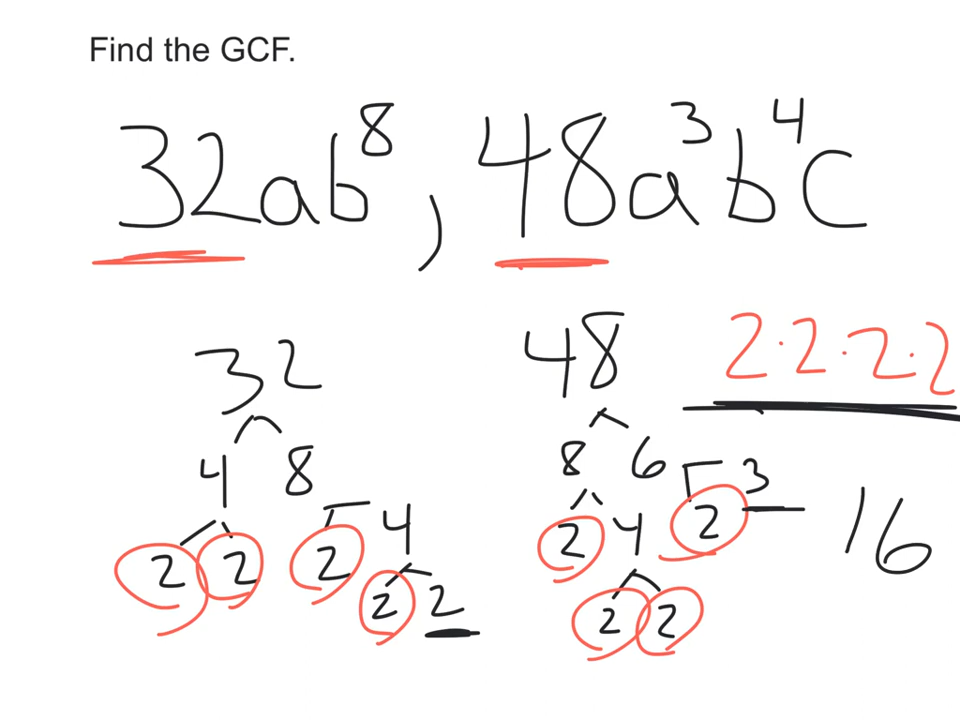 Find the GCF.
32ab⁸, 48a³b⁴c
32 48 2·2·2·2
4 8 8 6 3
2 2 2 4 2 4 2 16
2 2 2 2